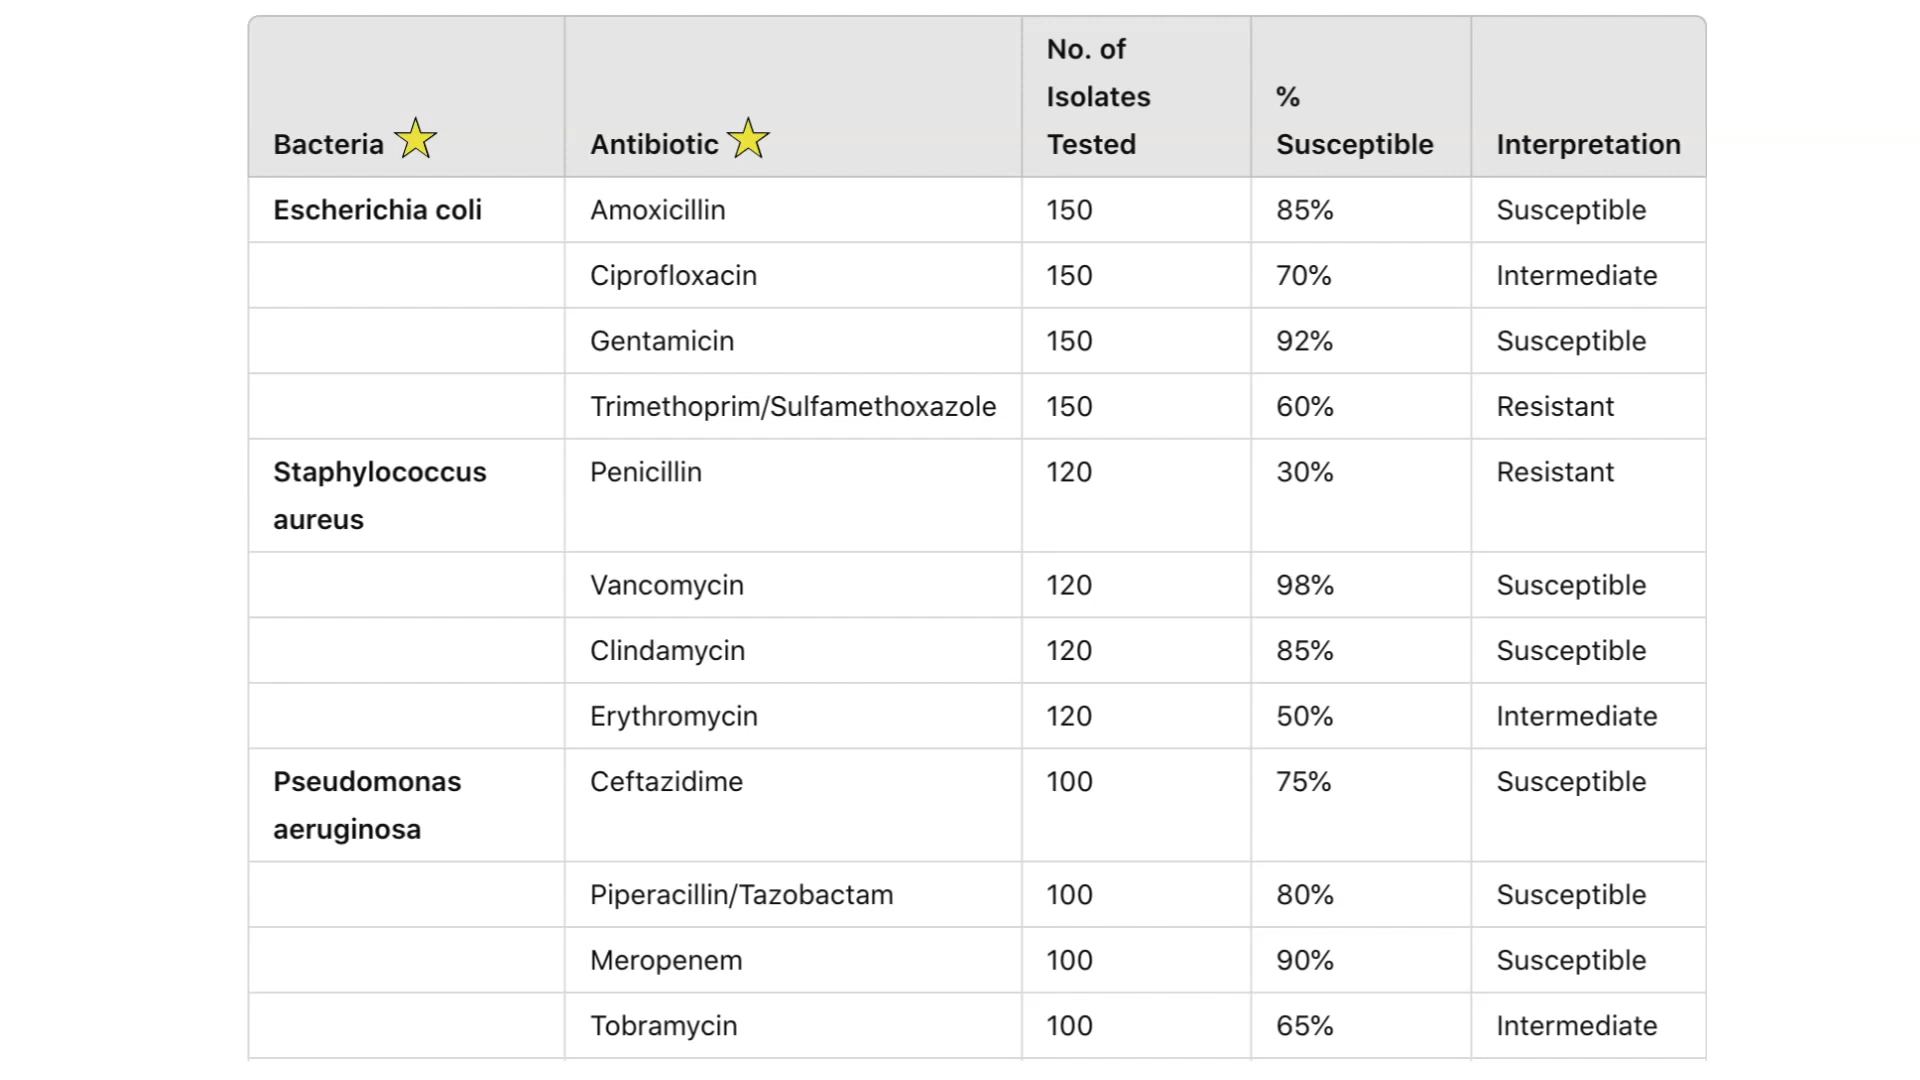 Bacteria Antibiotic No. of Isolates Tested % Susceptible Interpretation
Escherichia coli Amoxicillin 150 85% Susceptible
Ciprofloxacin 150 70% Intermediate
Gentamicin 150 92% Susceptible
Trimethoprim/Sulfamethoxazole 150 60% Resistant
Staphylococcus aureus Penicillin 120 30% Resistant
Vancomycin 120 98% Susceptible
Clindamycin 120 85% Susceptible
Erythromycin 120 50% Intermediate
Pseudomonas aeruginosa Ceftazidime 100 75% Susceptible
Piperacillin/Tazobactam 100 80% Susceptible
Meropenem 100 90% Susceptible
Tobramycin 100 65% Intermediate